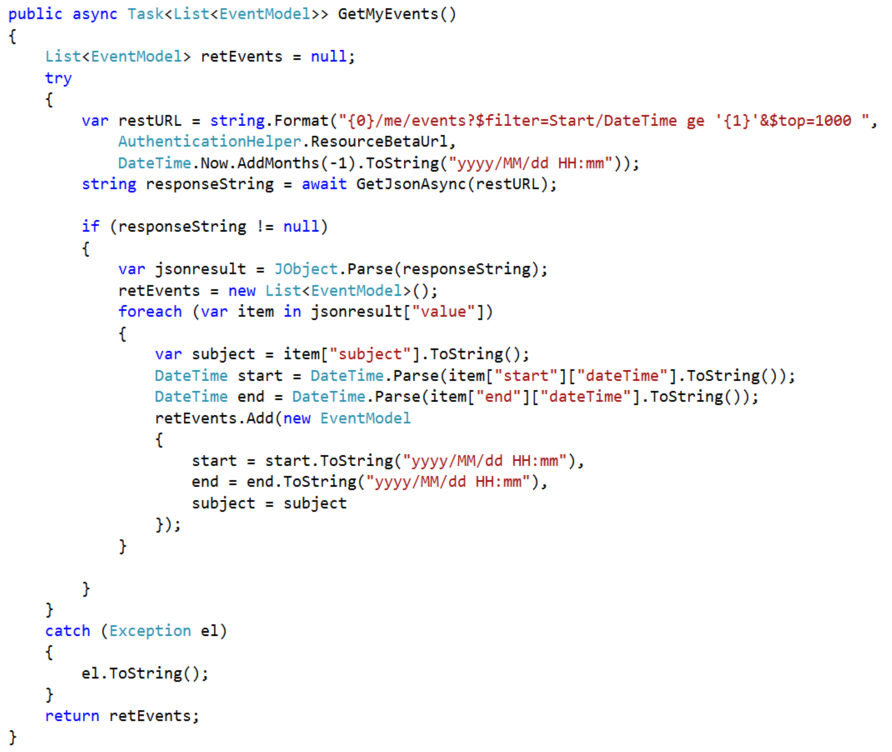 public async Task<List<EventModel>> GetMyEvents()
{
    List<EventModel> retEvents = null;
    try
    {
        var restURL = string.Format("{0}/me/events?$filter=Start/DateTime ge '{1}'&$top=1000 ",
            AuthenticationHelper.ResourceBetaUrl,
            DateTime.Now.AddMonths(-1).ToString("yyyy/MM/dd HH:mm"));
        string responseString = await GetJsonAsync(restURL);

        if (responseString != null)
        {
            var jsonresult = JObject.Parse(responseString);
            retEvents = new List<EventModel>();
            foreach (var item in jsonresult["value"])
            {
                var subject = item["subject"].ToString();
                DateTime start = DateTime.Parse(item["start"]["dateTime"].ToString());
                DateTime end = DateTime.Parse(item["end"]["dateTime"].ToString());
                retEvents.Add(new EventModel
                {
                    start = start.ToString("yyyy/MM/dd HH:mm"),
                    end = end.ToString("yyyy/MM/dd HH:mm"),
                    subject = subject
                });
            }

        }
    }
    catch (Exception el)
    {
        el.ToString();
    }
    return retEvents;
}